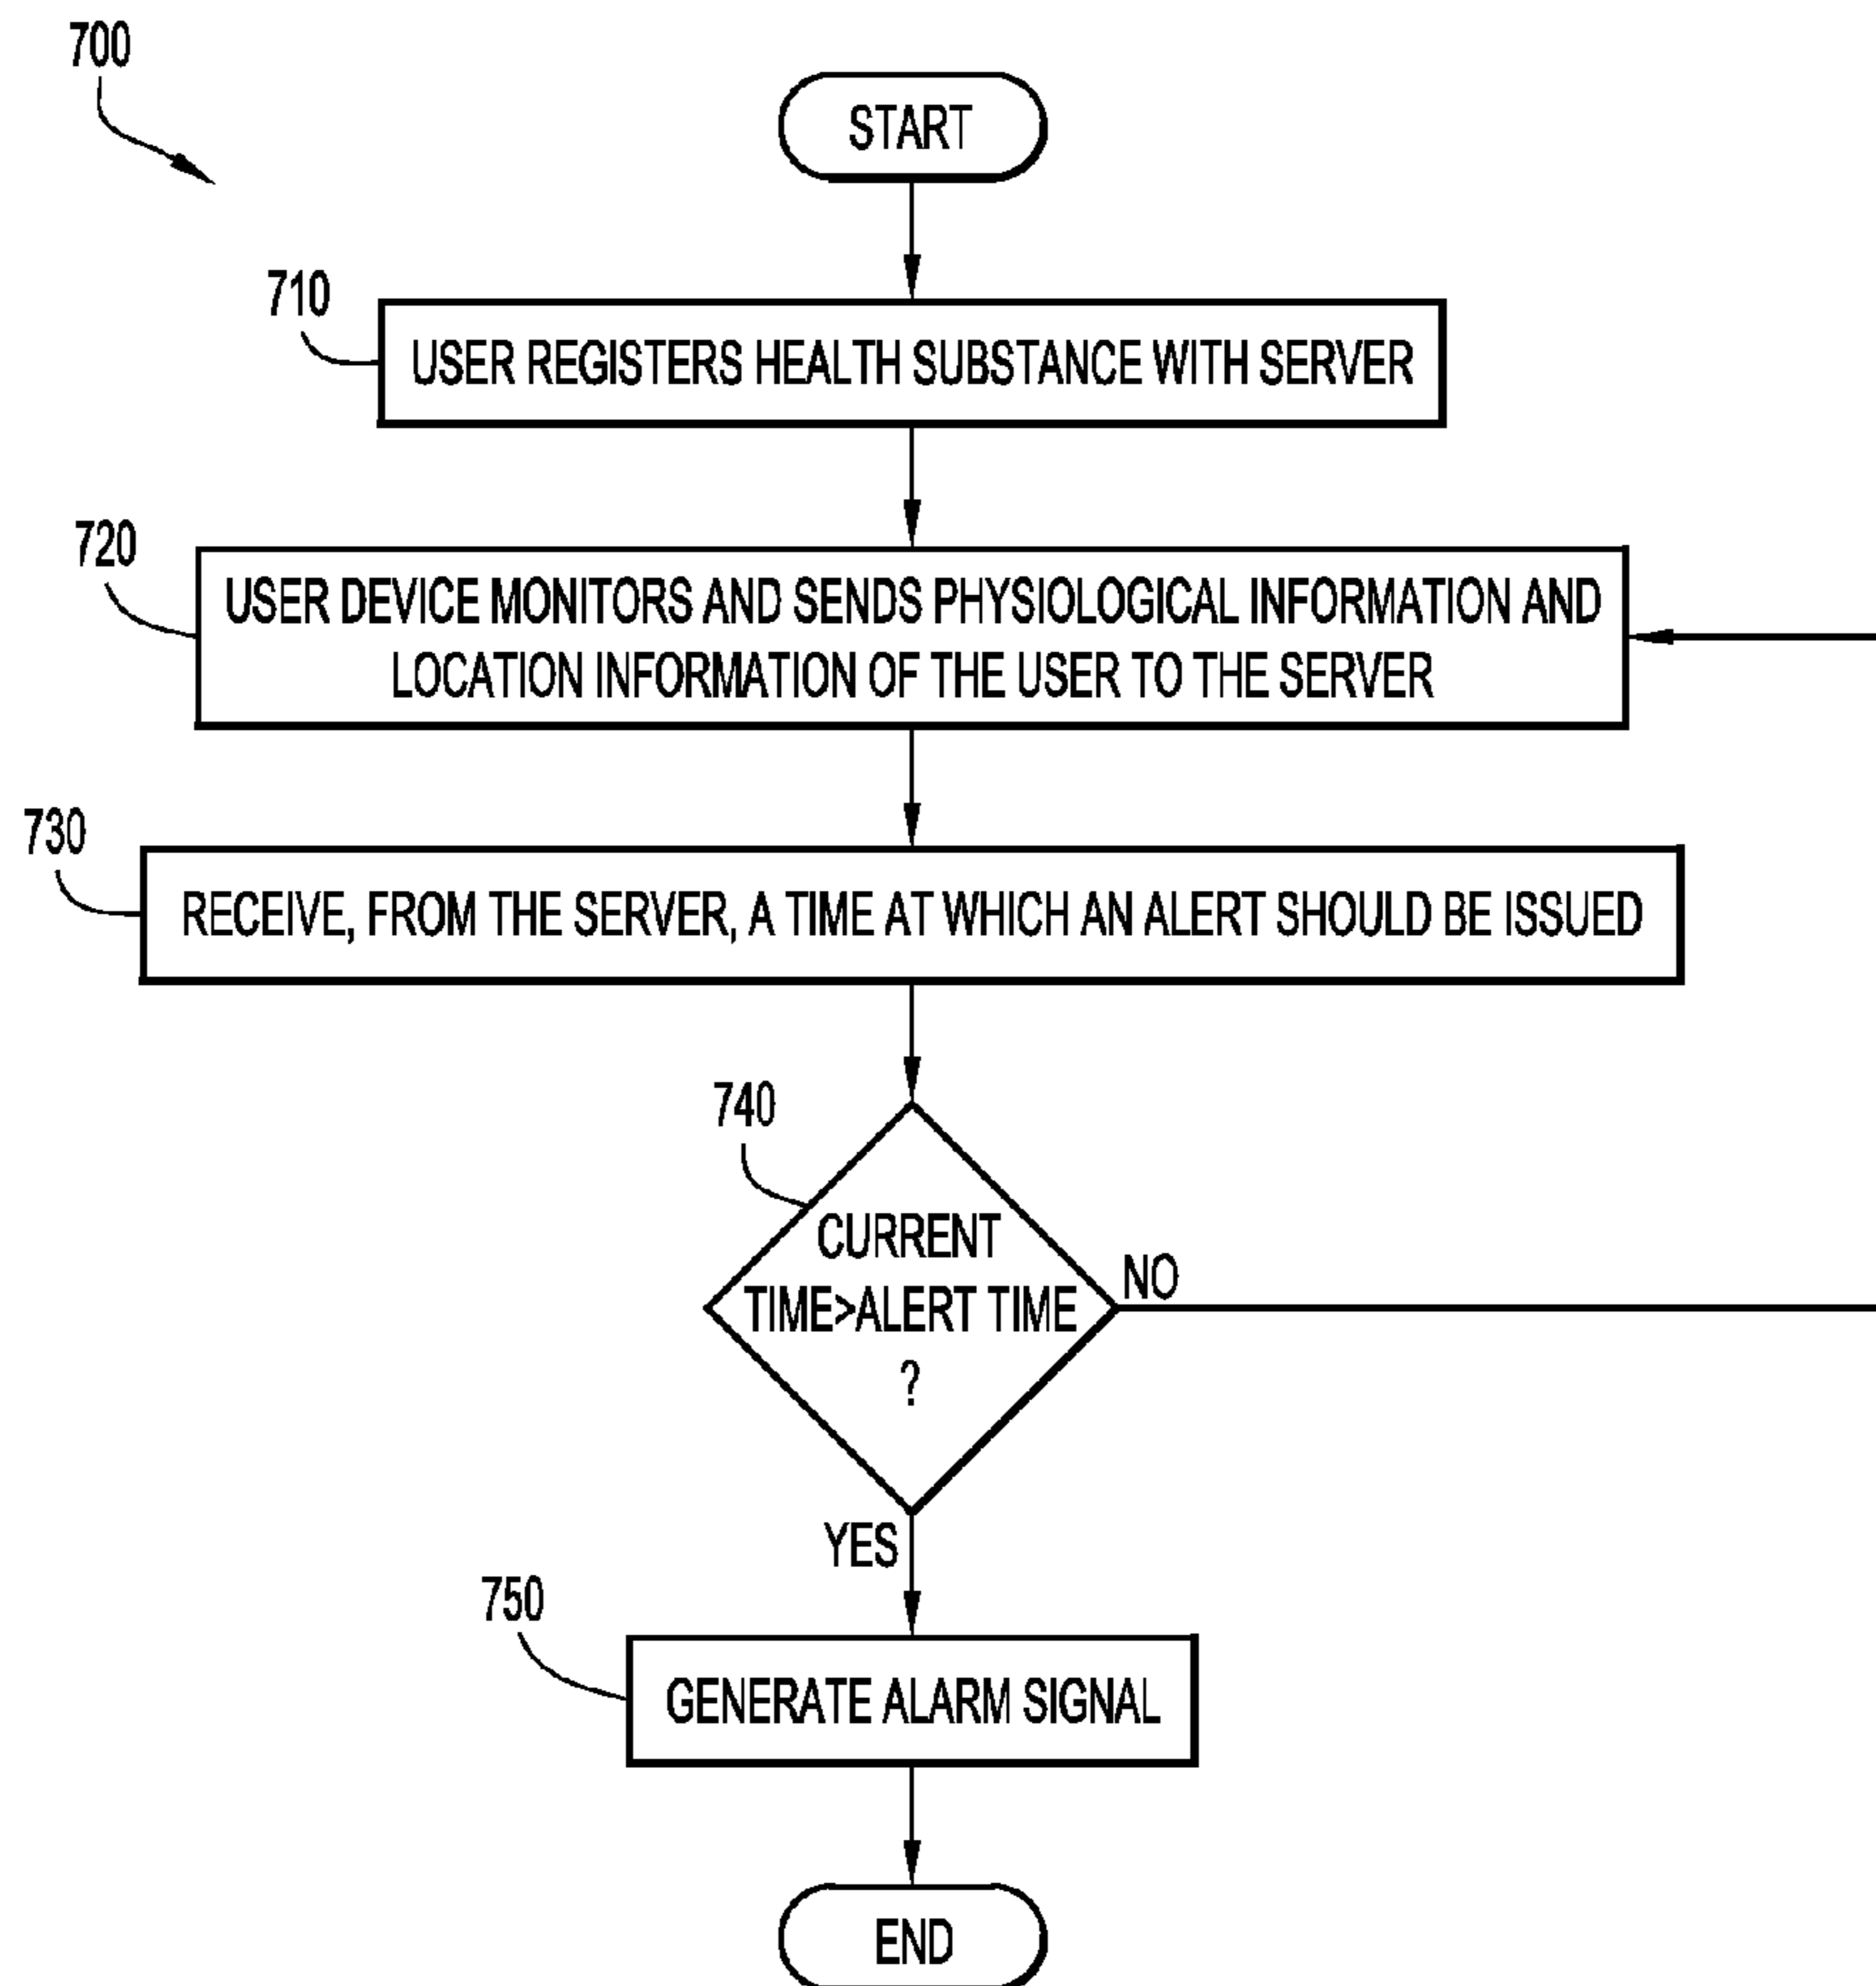 700
START
710
USER REGISTERS HEALTH SUBSTANCE WITH SERVER
720
USER DEVICE MONITORS AND SENDS PHYSIOLOGICAL INFORMATION AND
LOCATION INFORMATION OF THE USER TO THE SERVER
730
RECEIVE, FROM THE SERVER, A TIME AT WHICH AN ALERT SHOULD BE ISSUED
740
CURRENT
TIME>ALERT TIME
?
NO
YES
750
GENERATE ALARM SIGNAL
END